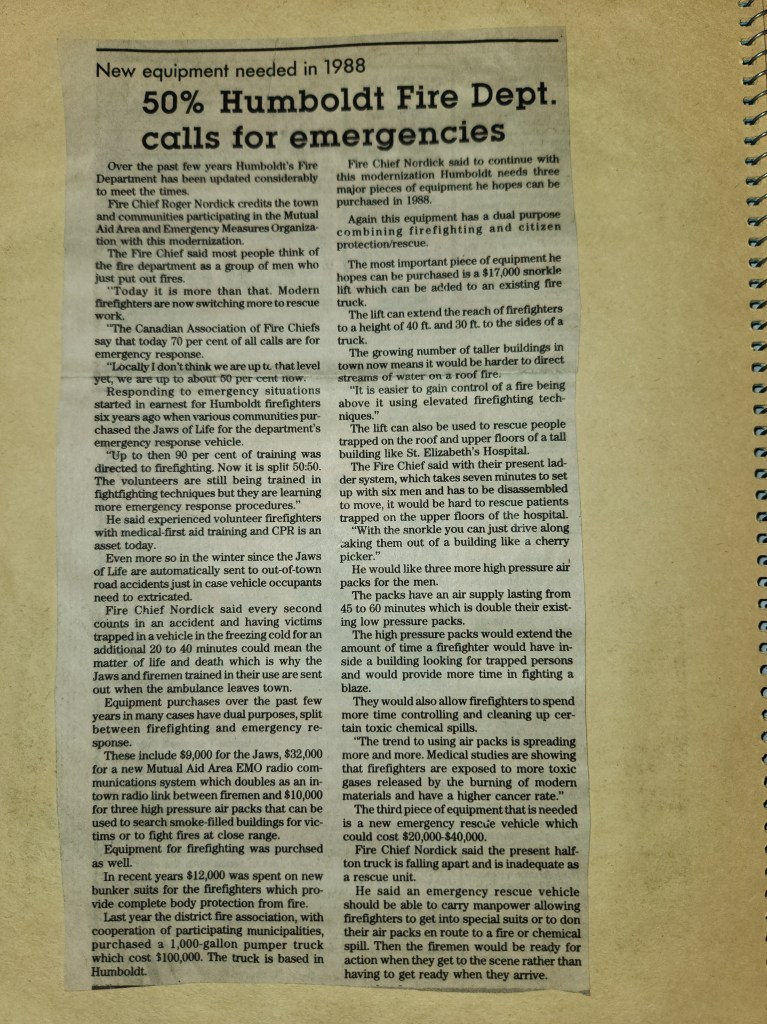 New equipment needed in 1988
50% Humboldt Fire Dept.
calls for emergencies
Over the past few years Humboldt's Fire
Department has been updated considerably
to meet the times.
Fire Chief Roger Nordick credits the town
and communities participating in the Mutual
Aid Area and Emergency Measures Organiza-
tion with this modernization.
The Fire Chief said most people think of
the fire department as a group of men who
just put out fires.
"Today it is more than that. Modern
firefighters are now switching more to rescue
work.
"The Canadian Association of Fire Chiefs
say that today 70 per cent of all calls are for
emergency response.
"Locally I don't think we are up to that level
yet, we are up to about 50 per cent now.
Responding to emergency situations
started in earnest for Humboldt firefighters
six years ago when various communities pur-
chased the Jaws of Life for the department's
emergency response vehicle.
"Up to then 90 per cent of training was
directed to firefighting. Now it is split 50:50.
The volunteers are still being trained in
fightfighting techniques but they are learning
more emergency response procedures."
He said experienced volunteer firefighters
with medical-first aid training and CPR is an
asset today.
Even more so in the winter since the Jaws
of Life are automatically sent to out-of-town
road accidents just in case vehicle occupants
need to extricated.
Fire Chief Nordick said every second
counts in an accident and having victims
trapped in a vehicle in the freezing cold for an
additional 20 to 40 minutes could mean the
matter of life and death which is why the
Jaws and firemen trained in their use are sent
out when the ambulance leaves town.
Equipment purchases over the past few
years in many cases have dual purposes, split
between firefighting and emergency re-
sponse.
These include $9,000 for the Jaws, $32,000
for a new Mutual Aid Area EMO radio com-
munications system which doubles as an in-
town radio link between firemen and $10,000
for three high pressure air packs that can be
used to search smoke-filled buildings for vic-
tims or to fight fires at close range.
Equipment for firefighting was purchsed
as well.
In recent years $12,000 was spent on new
bunker suits for the firefighters which pro-
vide complete body protection from fire.
Last year the district fire association, with
cooperation of participating municipalities,
purchased a 1,000-gallon pumper truck
which cost $100,000. The truck is based in
Humboldt.
Fire Chief Nordick said to continue with
this modernization Humboldt needs three
major pieces of equipment he hopes can be
purchased in 1988.
Again this equipment has a dual purpose
combining firefighting and citizen
protection/rescue.
The most important piece of equipment he
hopes can be purchased is a $17,000 snorkle
lift which can be added to an existing fire
truck.
The lift can extend the reach of firefighters
to a height of 40 ft. and 30 ft. to the sides of a
truck.
The growing number of taller buildings in
town now means it would be harder to direct
streams of water on a roof fire.
"It is easier to gain control of a fire being
above it using elevated firefighting tech-
niques."
The lift can also be used to rescue people
trapped on the roof and upper floors of a tall
building like St. Elizabeth's Hospital.
The Fire Chief said with their present lad-
der system, which takes seven minutes to set
up with six men and has to be disassembled
to move, it would be hard to rescue patients
trapped on the upper floors of the hospital.
"With the snorkle you can just drive along
taking them out of a building like a cherry
picker."
He would like three more high pressure air
packs for the men.
The packs have an air supply lasting from
45 to 60 minutes which is double their exist-
ing low pressure packs.
The high pressure packs would extend the
amount of time a firefighter would have in-
side a building looking for trapped persons
and would provide more time in fighting a
blaze.
They would also allow firefighters to spend
more time controlling and cleaning up cer-
tain toxic chemical spills.
"The trend to using air packs is spreading
more and more. Medical studies are showing
that firefighters are exposed to more toxic
gases released by the burning of modern
materials and have a higher cancer rate."
The third piece of equipment that is needed
is a new emergency rescue vehicle which
could cost $20,000-$40,000.
Fire Chief Nordick said the present half-
ton truck is falling apart and is inadequate as
a rescue unit.
He said an emergency rescue vehicle
should be able to carry manpower allowing
firefighters to get into special suits or to don
their air packs en route to a fire or chemical
spill. Then the firemen would be ready for
action when they get to the scene rather than
having to get ready when they arrive.